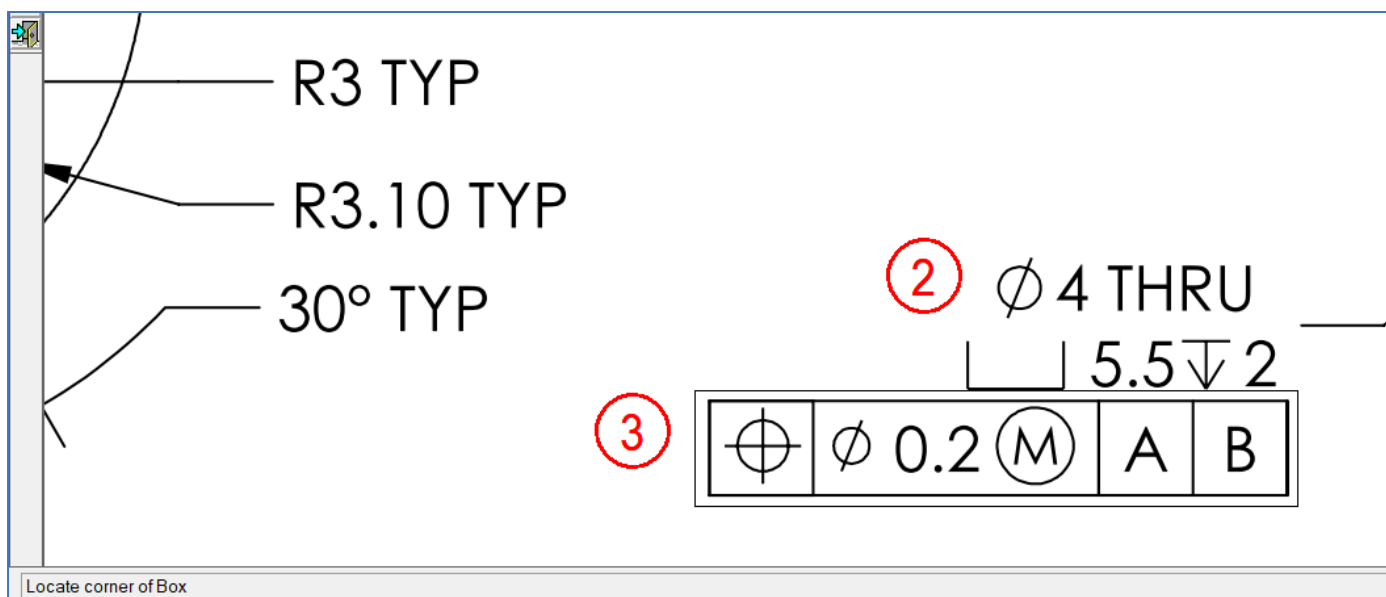 R3 TYP
R3.10 TYP
30° TYP
2 ⌀ 4 THRU
⌴ 5.5 ↧ 2
3 ⌖ ⌀ 0.2 Ⓜ A B
Locate corner of Box